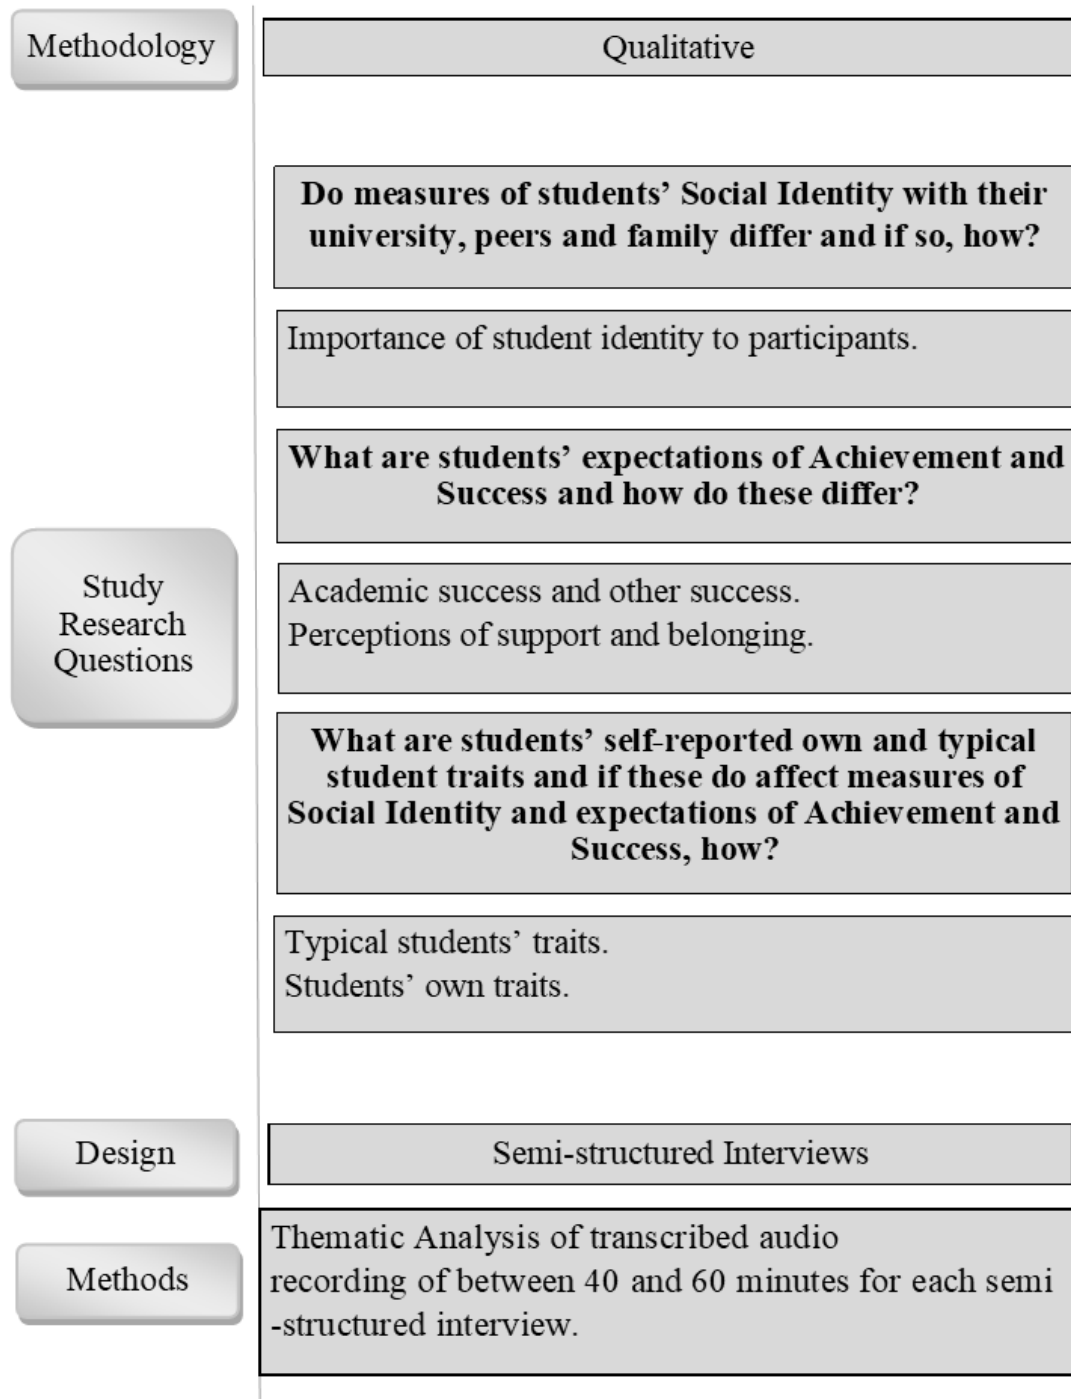 Methodology
Qualitative
Do measures of students’ Social Identity with their
university, peers and family differ and if so, how?
Importance of student identity to participants.
What are students’ expectations of Achievement and
Success and how do these differ?
Study
Research
Questions
Academic success and other success.
Perceptions of support and belonging.
What are students’ self-reported own and typical
student traits and if these do affect measures of
Social Identity and expectations of Achievement and
Success, how?
Typical students’ traits.
Students’ own traits.
Design
Semi-structured Interviews
Methods
Thematic Analysis of transcribed audio
recording of between 40 and 60 minutes for each semi
-structured interview.